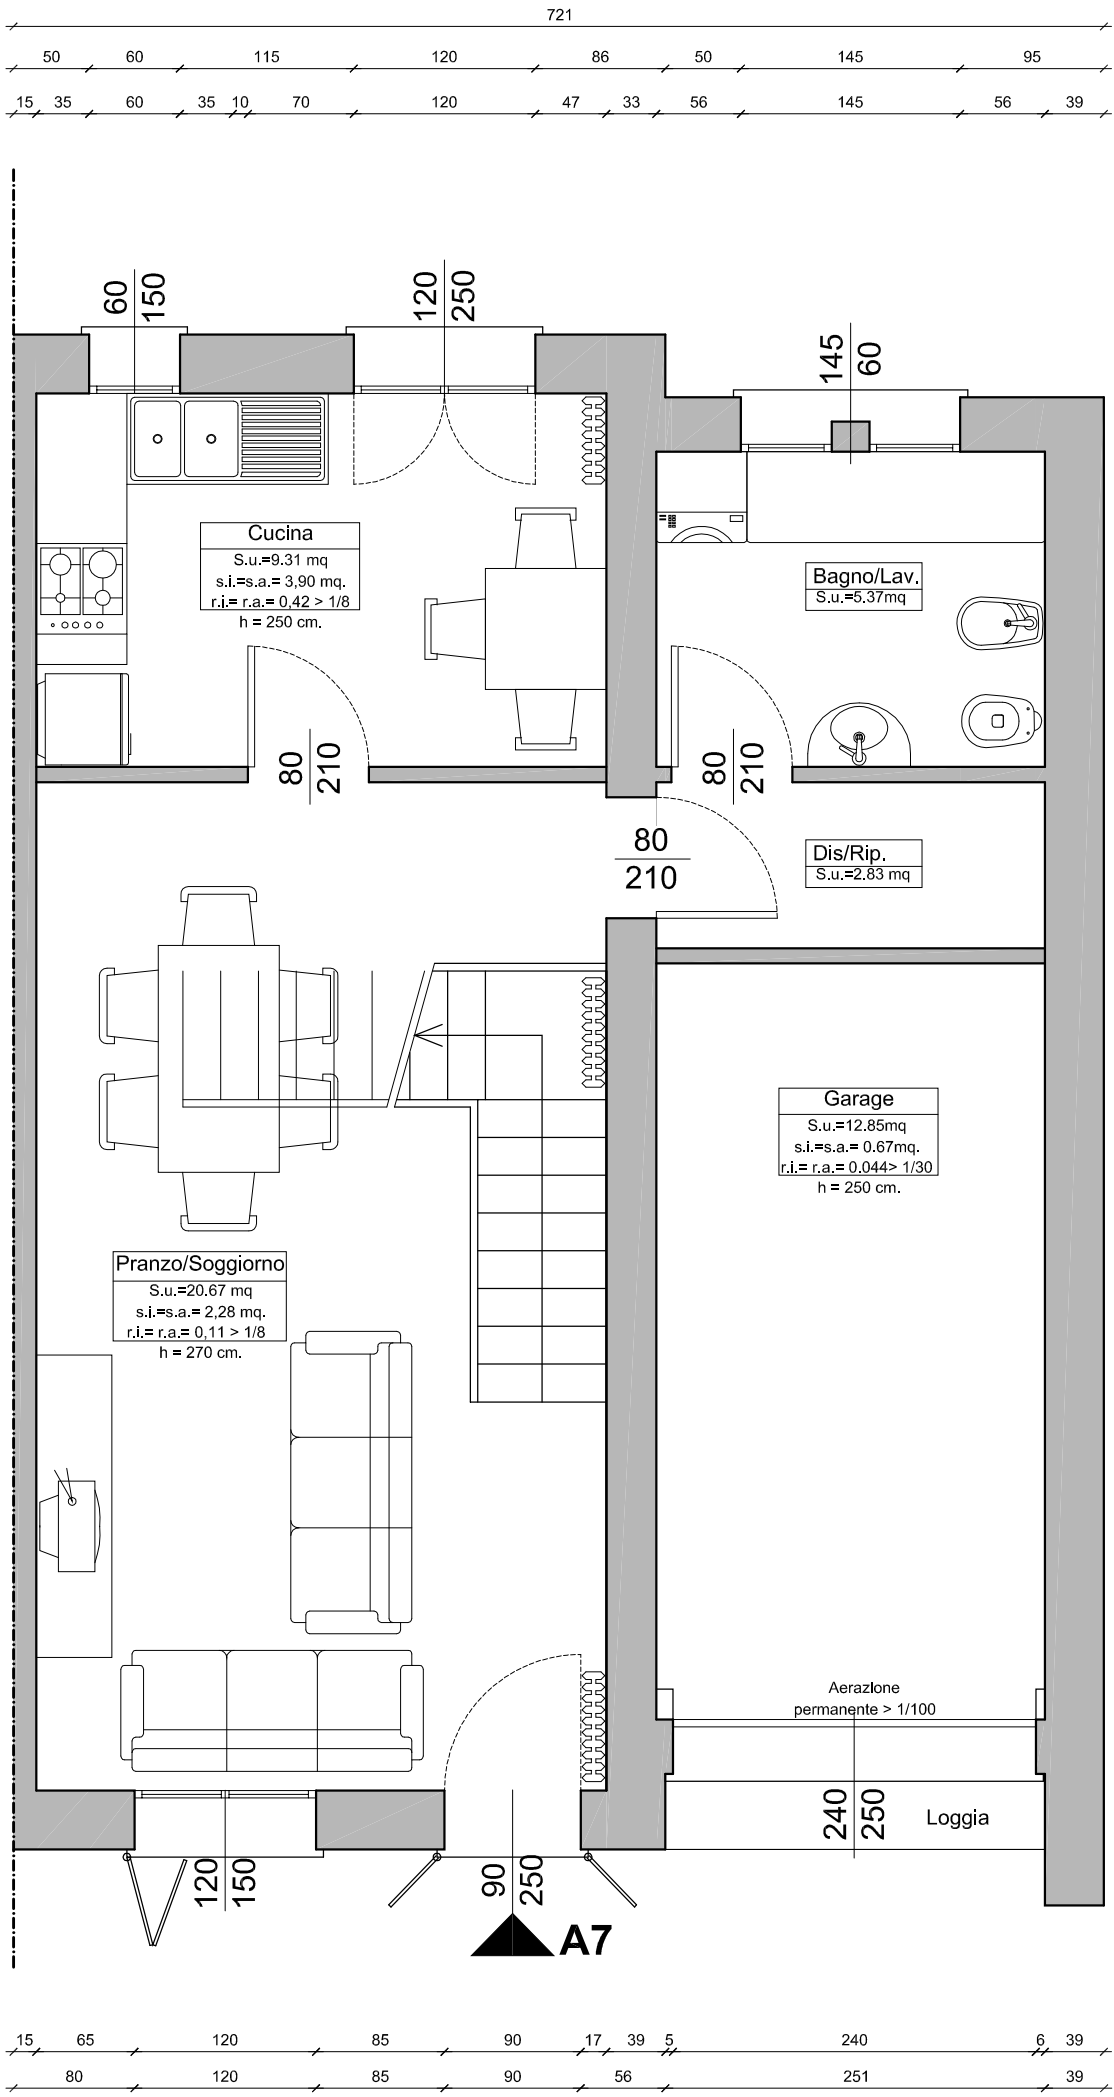 721
50 60 115 120 86 50 145 95
15 35 60 35 10 70 120 47 33 56 145 56 39
60
150
120
250
145
60
Cucina
S.u.=9.31 mq
s.i.=s.a.= 3,90 mq.
r.i.= r.a.= 0,42 > 1/8
h = 250 cm.
Bagno/Lav.
S.u.=5.37mq
80
210
80
210
80
210
Dis/Rip.
S.u.=2.83 mq
Garage
S.u.=12.85mq
s.i.=s.a.= 0.67mq.
r.i.= r.a.= 0.044> 1/30
h = 250 cm.
Pranzo/Soggiorno
S.u.=20.67 mq
s.i.=s.a.= 2,28 mq.
r.i.= r.a.= 0,11 > 1/8
h = 270 cm.
Aerazione
permanente > 1/100
240
250
Loggia
120
150
90
250
A7
15 65 120 85 90 17 39 5 240 6 39
80 120 85 90 56 251 39